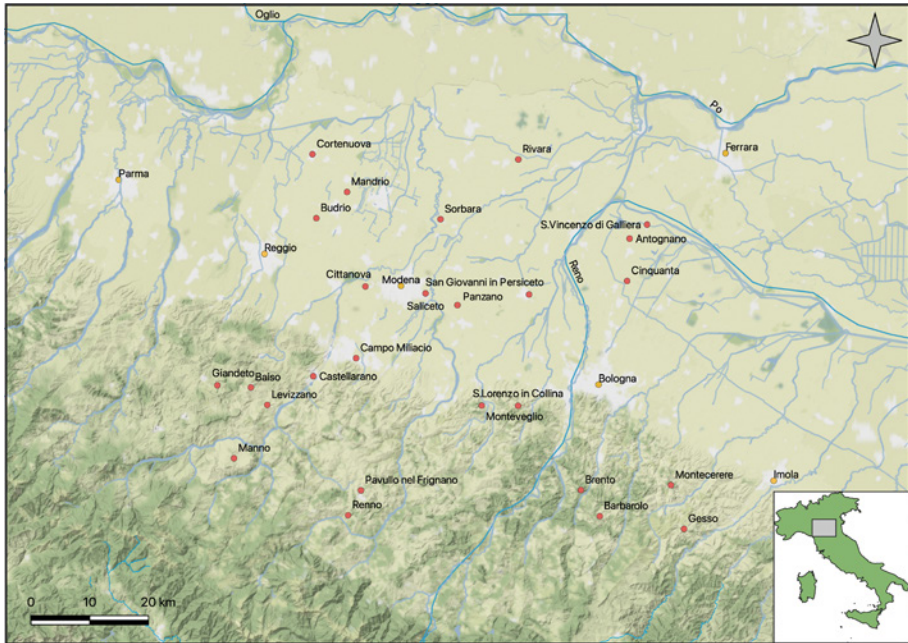 Oglio
Po
Cortenuova
Rivara
Ferrara
Parma
Mandrio
Budrio
Sorbara
S.Vincenzo di Galliera
Antognano
Reggio
Cittanova
Modena
San Giovanni in Persiceto
Reno
Cinquanta
Saliceto
Panzano
Campo Miliacio
Giandeto
Baiso
Castellarano
Bologna
Levizzano
S.Lorenzo in Collina
Monteveglio
Manno
Pavullo nel Frignano
Brento
Montecerere
Imola
Renno
Barbarolo
Gesso
0 10 20 km